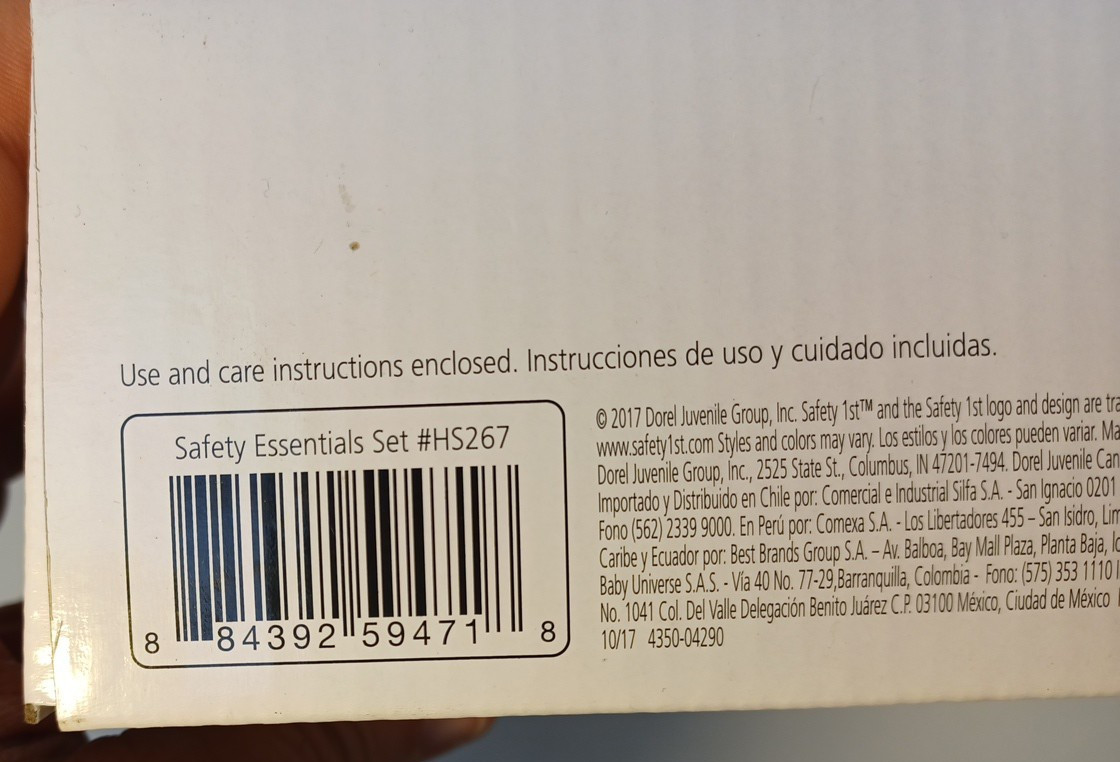 Use and care instructions enclosed. Instrucciones de uso y cuidado incluidas.
Safety Essentials Set #HS267
8 84392 59471 8
© 2017 Dorel Juvenile Group, Inc. Safety 1st™ and the Safety 1st logo and design are
www.safety1st.com Styles and colors may vary. Los estilos y los colores pueden variar.
Dorel Juvenile Group, Inc., 2525 State St., Columbus, IN 47201-7494. Dorel Juvenile
Importado y Distribuido en Chile por: Comercial e Industrial Silfa S.A. - San Ignacio 0201
Fono (562) 2339 9000. En Perú por: Comexa S.A. - Los Libertadores 455 – San Isidro,
Caribe y Ecuador por: Best Brands Group S.A. – Av. Balboa, Bay Mall Plaza, Planta Baja,
Baby Universe S.A.S. - Vía 40 No. 77-29,Barranquilla, Colombia - Fono: (575) 353 1110
No. 1041 Col. Del Valle Delegación Benito Juárez C.P. 03100 México, Ciudad de México
10/17 4350-04290